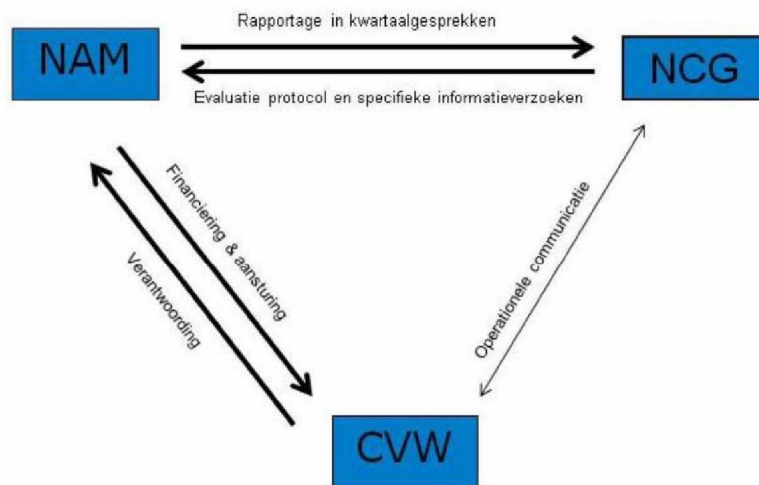 Rapportage in kwartaalgesprekken
NAM
NCG
Evaluatie protocol en specifieke informatieverzoeken
Financiering & aansturing
Verantwoording
Operationele communicatie
CVW